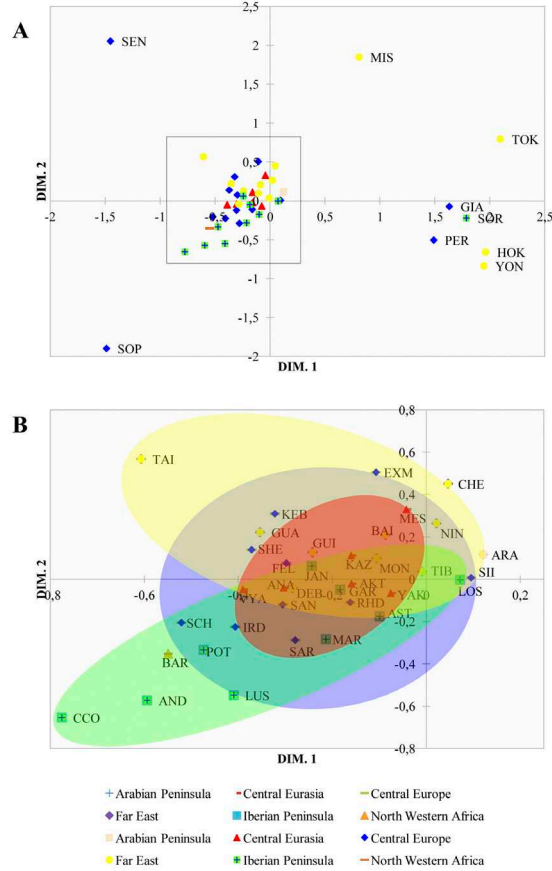 A
2,5
SEN
2
MIS
1,5
1
TOK
0,5
DIM. 2
0
-2 -1,5 -1 -0,5 0 0,5 1 1,5 2 2,5
GIA
SOR
-0,5
PER
HOK
-1
YON
-1,5
SOP
-2
DIM. 1
B
0,8
TAI
0,6
EXM
CHE
0,4
KEB
MES
GUA
BAI
NIN
0,2
SHE
GUI
ARA
FEL
KAZ
MON
JAN
TIB
SII
DIM. 2
0
-0,8 -0,6 -0,4 -0,2 0
ANA
AKT
LOS
VYA
DEB
GAR
YAK
SAN
RHD
AST
-0,2
SCH
IRD
SAR
MAR
BAR
POT
-0,4
AND
LUS
CCO
-0,6
-0,8
DIM. 1
Arabian Peninsula Central Eurasia Central Europe
Far East Iberian Peninsula North Western Africa
Arabian Peninsula Central Eurasia Central Europe
Far East Iberian Peninsula North Western Africa